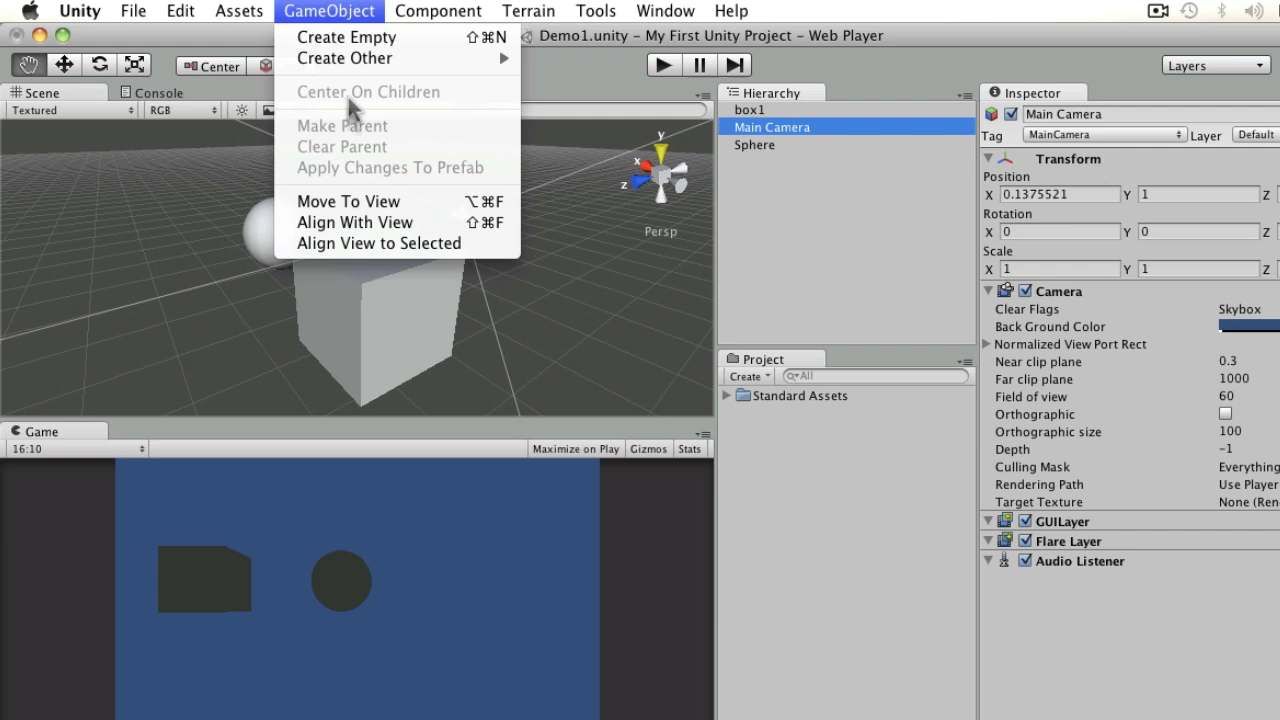 Unity File Edit Assets GameObject Component Terrain Tools Window Help
Demo1.unity – My First Unity Project – Web Player
Create Empty ⇧⌘N
Create Other
Center On Children
Make Parent
Clear Parent
Apply Changes To Prefab
Move To View ⌥⌘F
Align With View ⇧⌘F
Align View to Selected
Center
Layers
Scene
Console
Textured
RGB
y
x
z
Persp
Game
16:10
Maximize on Play
Gizmos
Stats
Hierarchy
box1
Main Camera
Sphere
Project
Create
All
Standard Assets
Inspector
Main Camera
Tag MainCamera Layer Default
Transform
Position
X 0.1375521 Y 1 Z
Rotation
X 0 Y 0 Z
Scale
X 1 Y 1 Z
Camera
Clear Flags Skybox
Back Ground Color
Normalized View Port Rect
Near clip plane 0.3
Far clip plane 1000
Field of view 60
Orthographic
Orthographic size 100
Depth -1
Culling Mask Everything
Rendering Path Use Player
Target Texture None (Ren
GUILayer
Flare Layer
Audio Listener